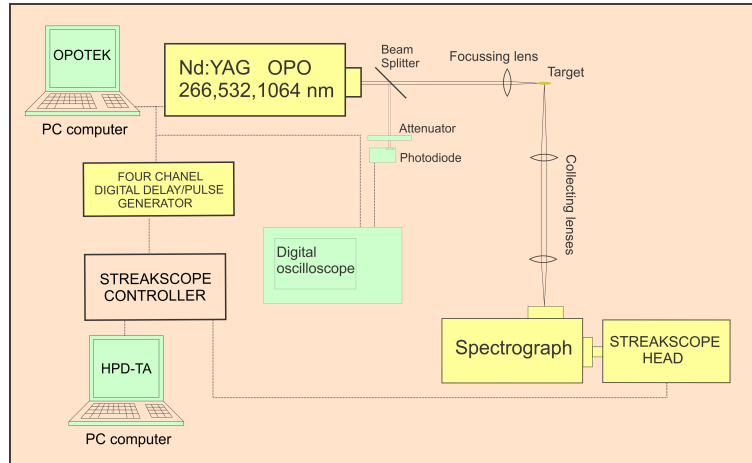 OPOTEK
PC computer
Nd:YAG OPO
266,532,1064 nm
Beam
Splitter
Focussing lens
Target
Attenuator
Photodiode
FOUR CHANEL
DIGITAL DELAY/PULSE
GENERATOR
Collecting lenses
Digital
oscilloscope
STREAKSCOPE
CONTROLLER
Spectrograph
STREAKSCOPE
HEAD
HPD-TA
PC computer